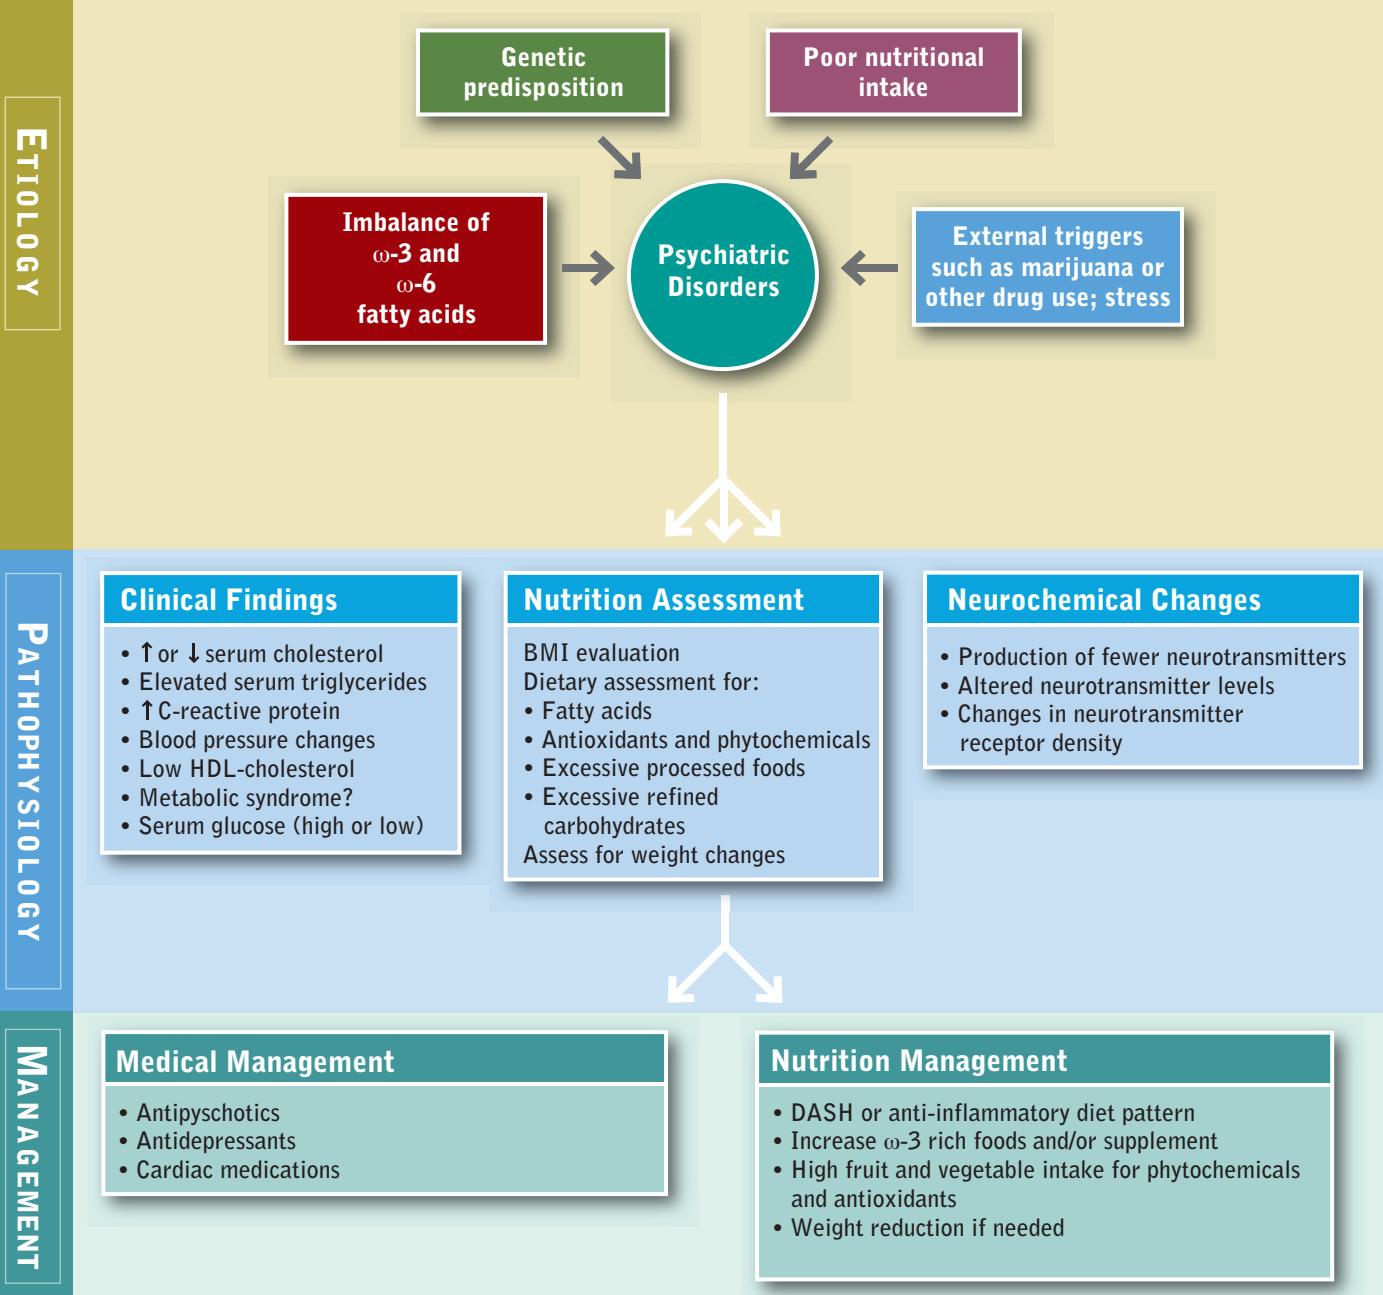 ETIOLOGY
Genetic
predisposition
Poor nutritional
intake
Imbalance of
ω-3 and
ω-6
fatty acids
Psychiatric
Disorders
External triggers
such as marijuana or
other drug use; stress
PATHOPHYSIOLOGY
Clinical Findings
• ↑ or ↓ serum cholesterol
• Elevated serum triglycerides
• ↑ C-reactive protein
• Blood pressure changes
• Low HDL-cholesterol
• Metabolic syndrome?
• Serum glucose (high or low)
Nutrition Assessment
BMI evaluation
Dietary assessment for:
• Fatty acids
• Antioxidants and phytochemicals
• Excessive processed foods
• Excessive refined
carbohydrates
Assess for weight changes
Neurochemical Changes
• Production of fewer neurotransmitters
• Altered neurotransmitter levels
• Changes in neurotransmitter
receptor density
MANAGEMENT
Medical Management
• Antipyschotics
• Antidepressants
• Cardiac medications
Nutrition Management
• DASH or anti-inflammatory diet pattern
• Increase ω-3 rich foods and/or supplement
• High fruit and vegetable intake for phytochemicals
and antioxidants
• Weight reduction if needed